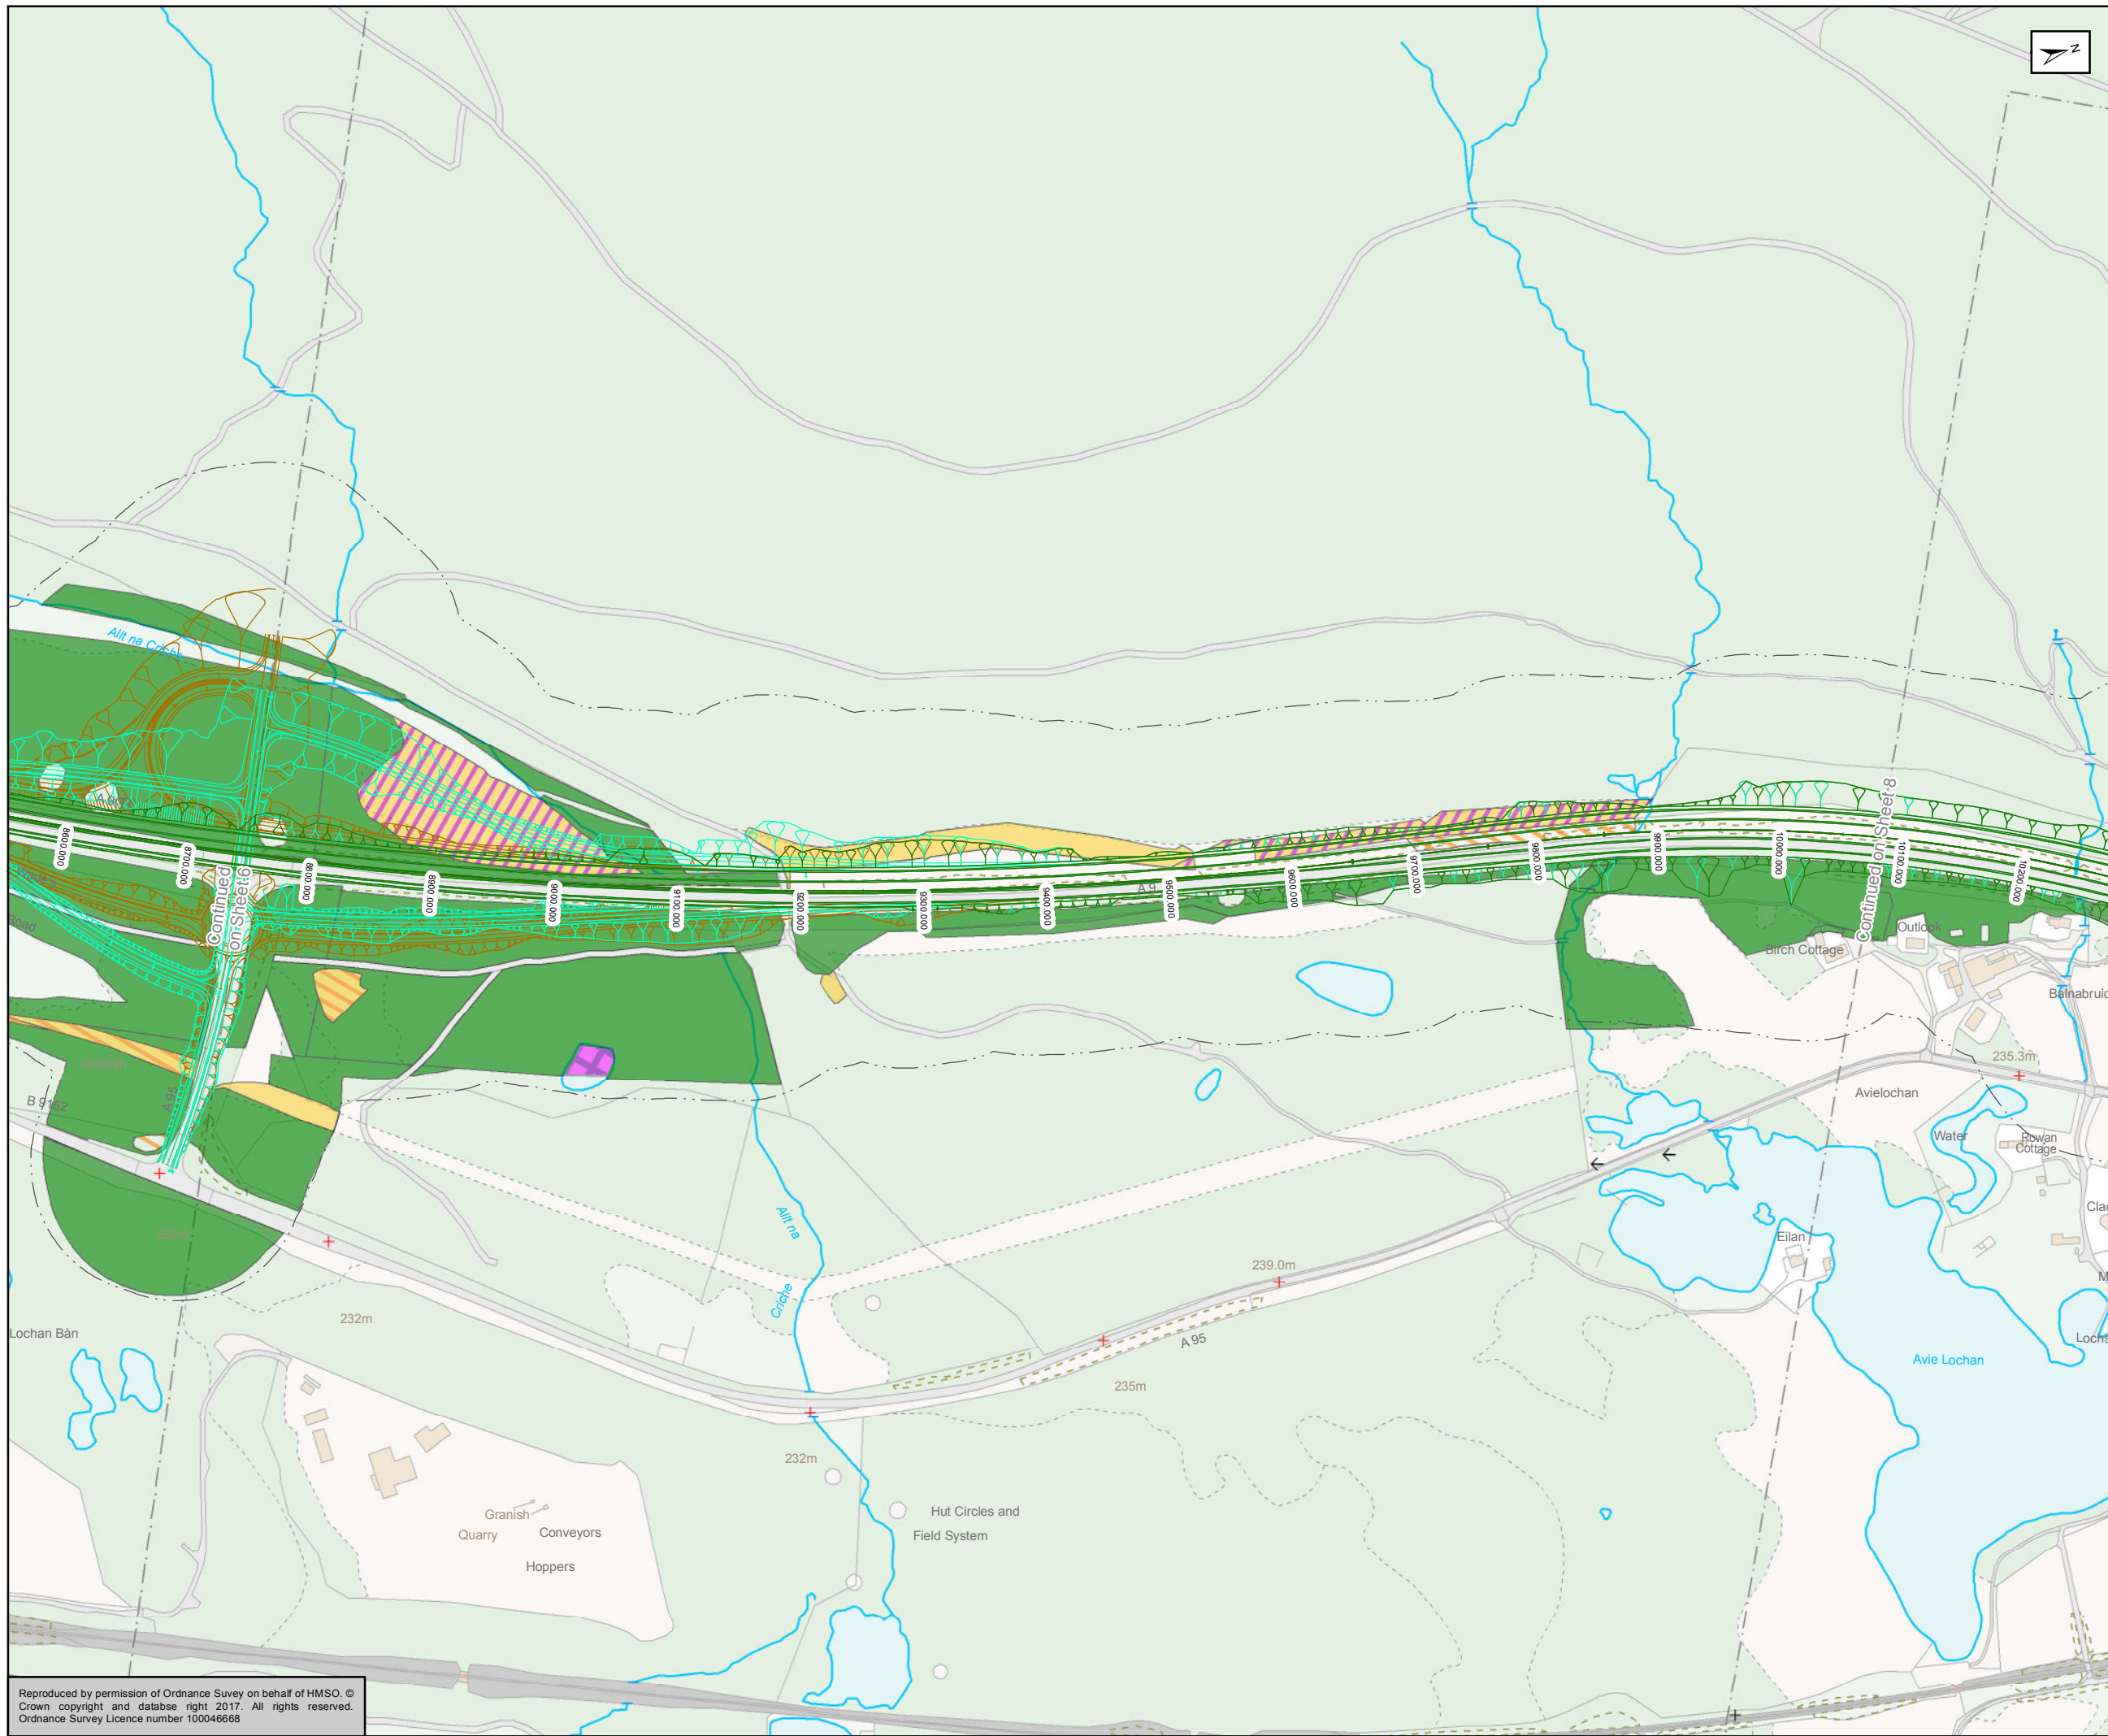 N
Allt na Criche
8600.000
8700.000
8800.000
8900.000
9000.000
9100.000
9200.000
9300.000
9400.000
9500.000
9600.000
9700.000
9800.000
9900.000
10000.000
10100.000
10200.000
A 9
Continued
on Sheet 6
Continued on Sheet 8
Road
Granish
B 9152
A 95
230m
Outlook
Birch Cottage
235.3m
Avielochan
Water
Rowan
Cottage
Eilan
Avie Lochan
Allt na
Criche
239.0m
232m
A 95
235m
Lochan Bàn
232m
Granish
Quarry
Conveyors
Hoppers
Hut Circles and
Field System
Reproduced by permission of Ordnance Suvey on behalf of HMSO. ©
Crown copyright and databse right 2017. All rights reserved.
Ordnance Survey Licence number 100046668